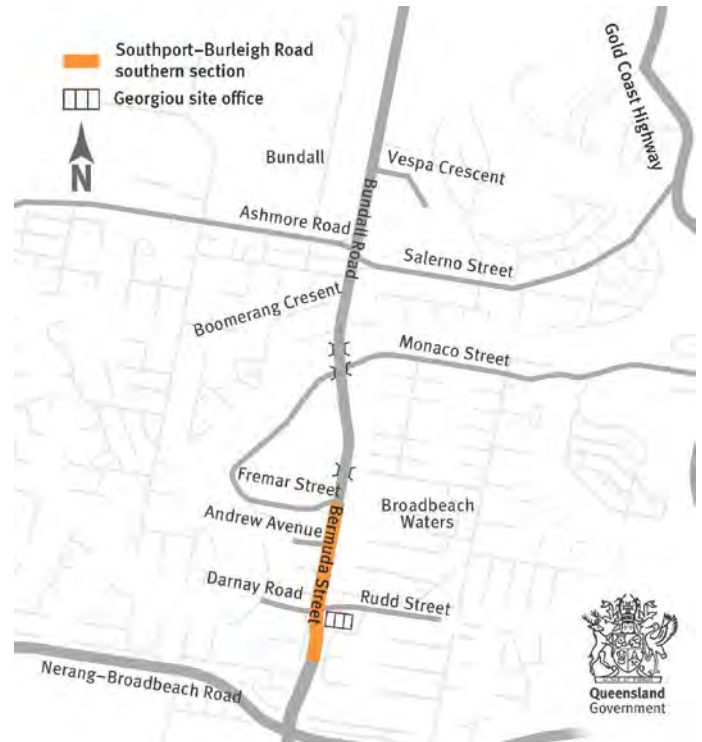 Southport–Burleigh Road
southern section
Georgiou site office
N
Gold Coast Highway
Bundall
Vespa Crescent
Bundall Road
Ashmore Road
Salerno Street
Boomerang Cresent
Monaco Street
Fremar Street
Andrew Avenue
Broadbeach
Waters
Bermuda Street
Darnay Road
Rudd Street
Nerang–Broadbeach Road
Queensland
Government